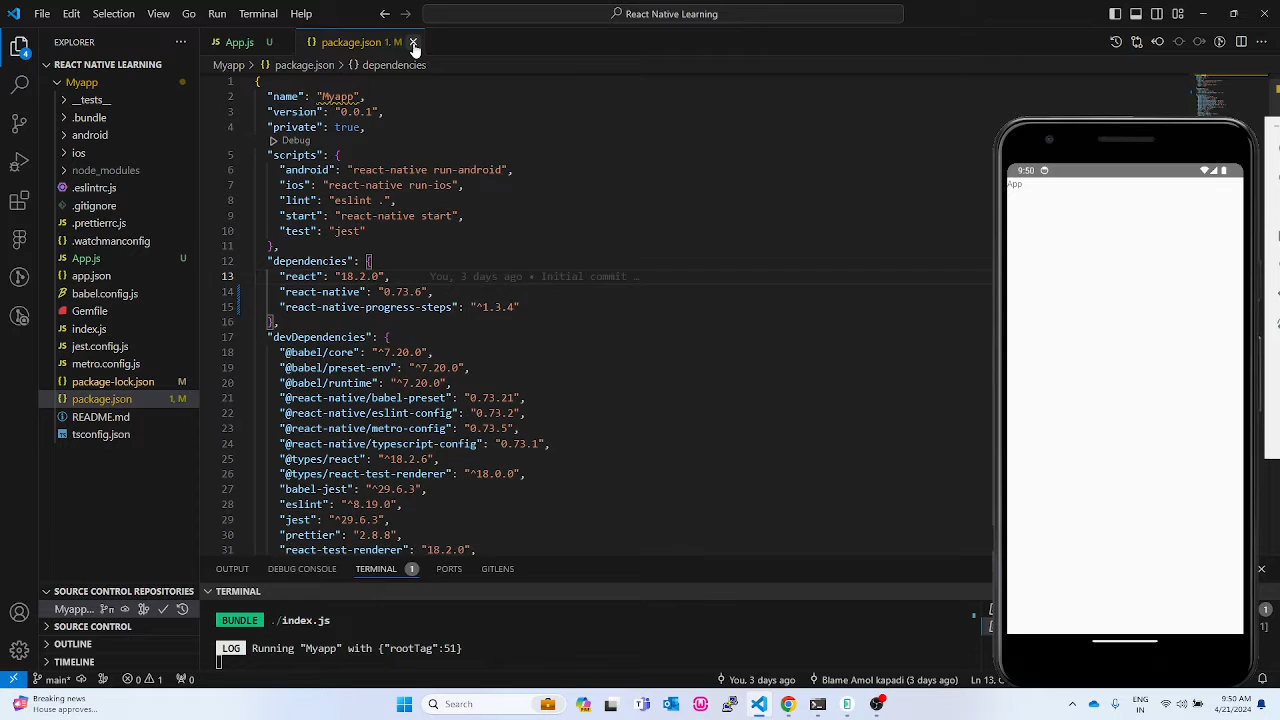 File Edit Selection View Go Run Terminal Help
React Native Learning
EXPLORER
REACT NATIVE LEARNING
Myapp
__tests__
.bundle
android
ios
node_modules
.eslintrc.js
.gitignore
.prettierrc.js
.watchmanconfig
App.js U
app.json
babel.config.js
Gemfile
index.js
jest.config.js
metro.config.js
package-lock.json M
package.json 1, M
README.md
tsconfig.json
SOURCE CONTROL REPOSITORIES
Myapp...
SOURCE CONTROL
OUTLINE
TIMELINE
4
JS App.js U
{} package.json 1, M
Myapp > {} package.json > {} dependencies
1 {
2 "name": "Myapp",
3 "version": "0.0.1",
4 "private": true,
Debug
5 "scripts": {
6 "android": "react-native run-android",
7 "ios": "react-native run-ios",
8 "lint": "eslint .",
9 "start": "react-native start",
10 "test": "jest"
11 },
12 "dependencies": {
13 "react": "18.2.0", You, 3 days ago • Initial commit …
14 "react-native": "0.73.6",
15 "react-native-progress-steps": "^1.3.4"
16 },
17 "devDependencies": {
18 "@babel/core": "^7.20.0",
19 "@babel/preset-env": "^7.20.0",
20 "@babel/runtime": "^7.20.0",
21 "@react-native/babel-preset": "0.73.21",
22 "@react-native/eslint-config": "0.73.2",
23 "@react-native/metro-config": "0.73.5",
24 "@react-native/typescript-config": "0.73.1",
25 "@types/react": "^18.2.6",
26 "@types/react-test-renderer": "^18.0.0",
27 "babel-jest": "^29.6.3",
28 "eslint": "^8.19.0",
29 "jest": "^29.6.3",
30 "prettier": "2.8.8",
31 "react-test-renderer": "18.2.0",
OUTPUT DEBUG CONSOLE TERMINAL 1 PORTS GITLENS
TERMINAL
BUNDLE ./index.js
LOG Running "Myapp" with {"rootTag":51}
9:50
App
main* 0 1 0
You, 3 days ago Blame Amol kapadi (3 days ago) Ln 13,
Breaking news
House approves...
Search
ENG
IN
9:50 AM
4/21/2024